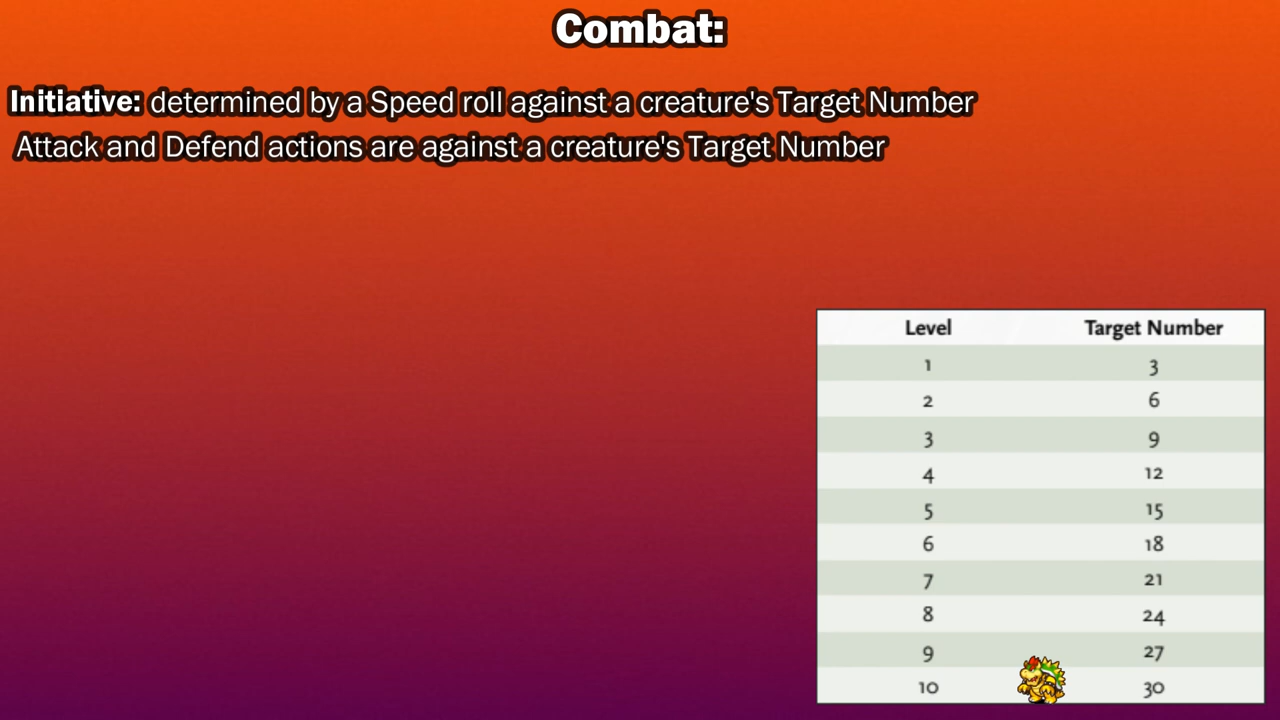 Combat:
Initiative: determined by a Speed roll against a creature's Target Number
Attack and Defend actions are against a creature's Target Number
Level Target Number
1 3
2 6
3 9
4 12
5 15
6 18
7 21
8 24
9 27
10 30